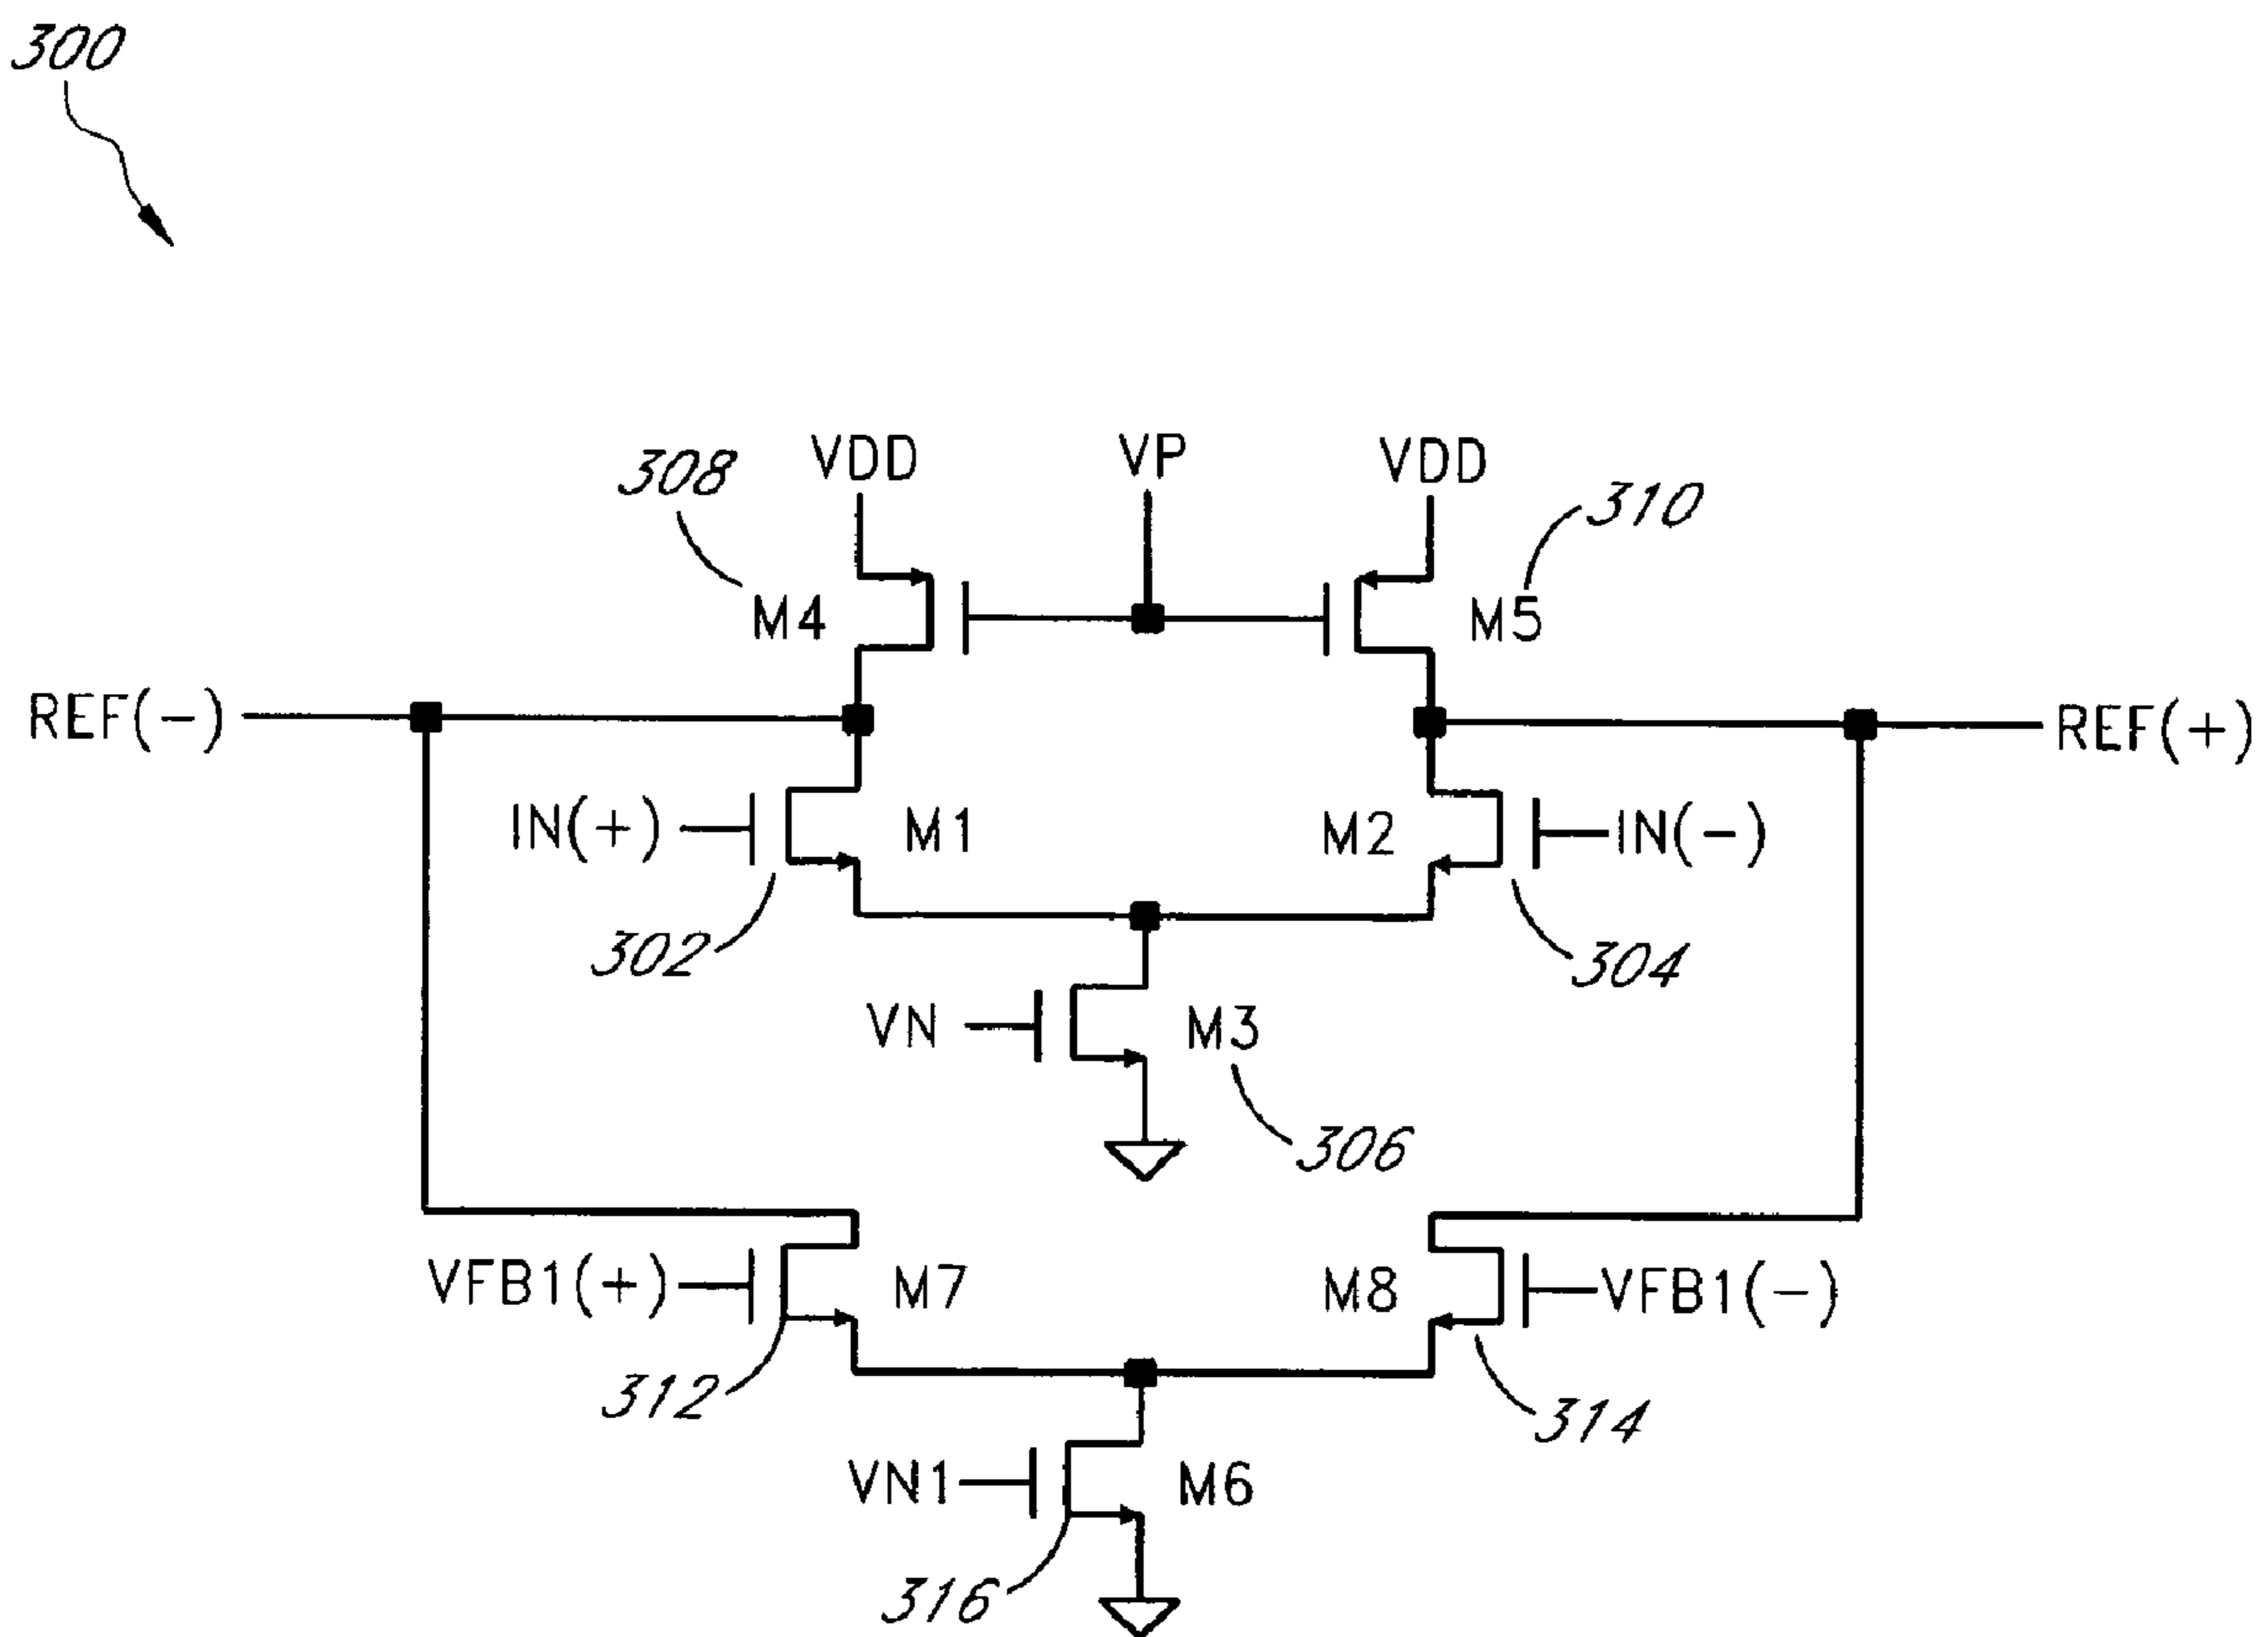 300
VDD
VP
VDD
308
310
M4
M5
REF(-)
REF(+)
IN(+)
M1
M2
IN(-)
302
304
VN
M3
306
VFB1(+)
M7
M8
VFB1(-)
312
314
VN1
M6
316